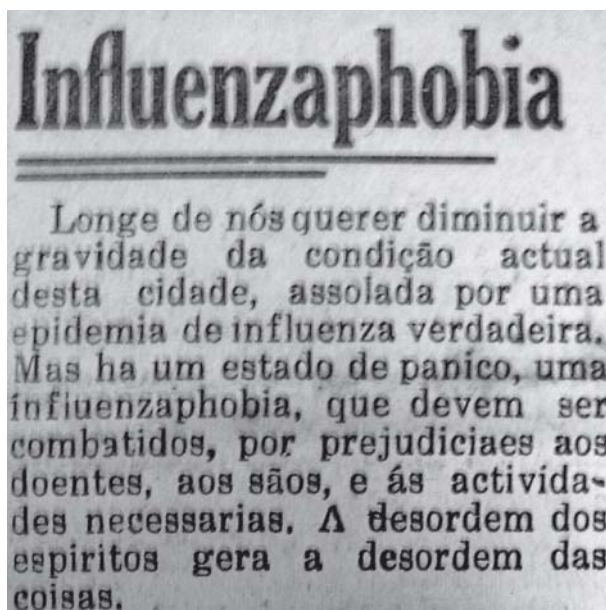 Influenzaphobia
Longe de nós querer diminuir a
gravidade da condição actual
desta cidade, assolada por uma
epidemia de influenza verdadeira.
Mas ha um estado de panico, uma
influenzaphobia, que devem ser
combatidos, por prejudiciaes aos
doentes, aos sãos, e ás activida-
des necessarias. A desordem dos
espiritos gera a desordem das
coisas.